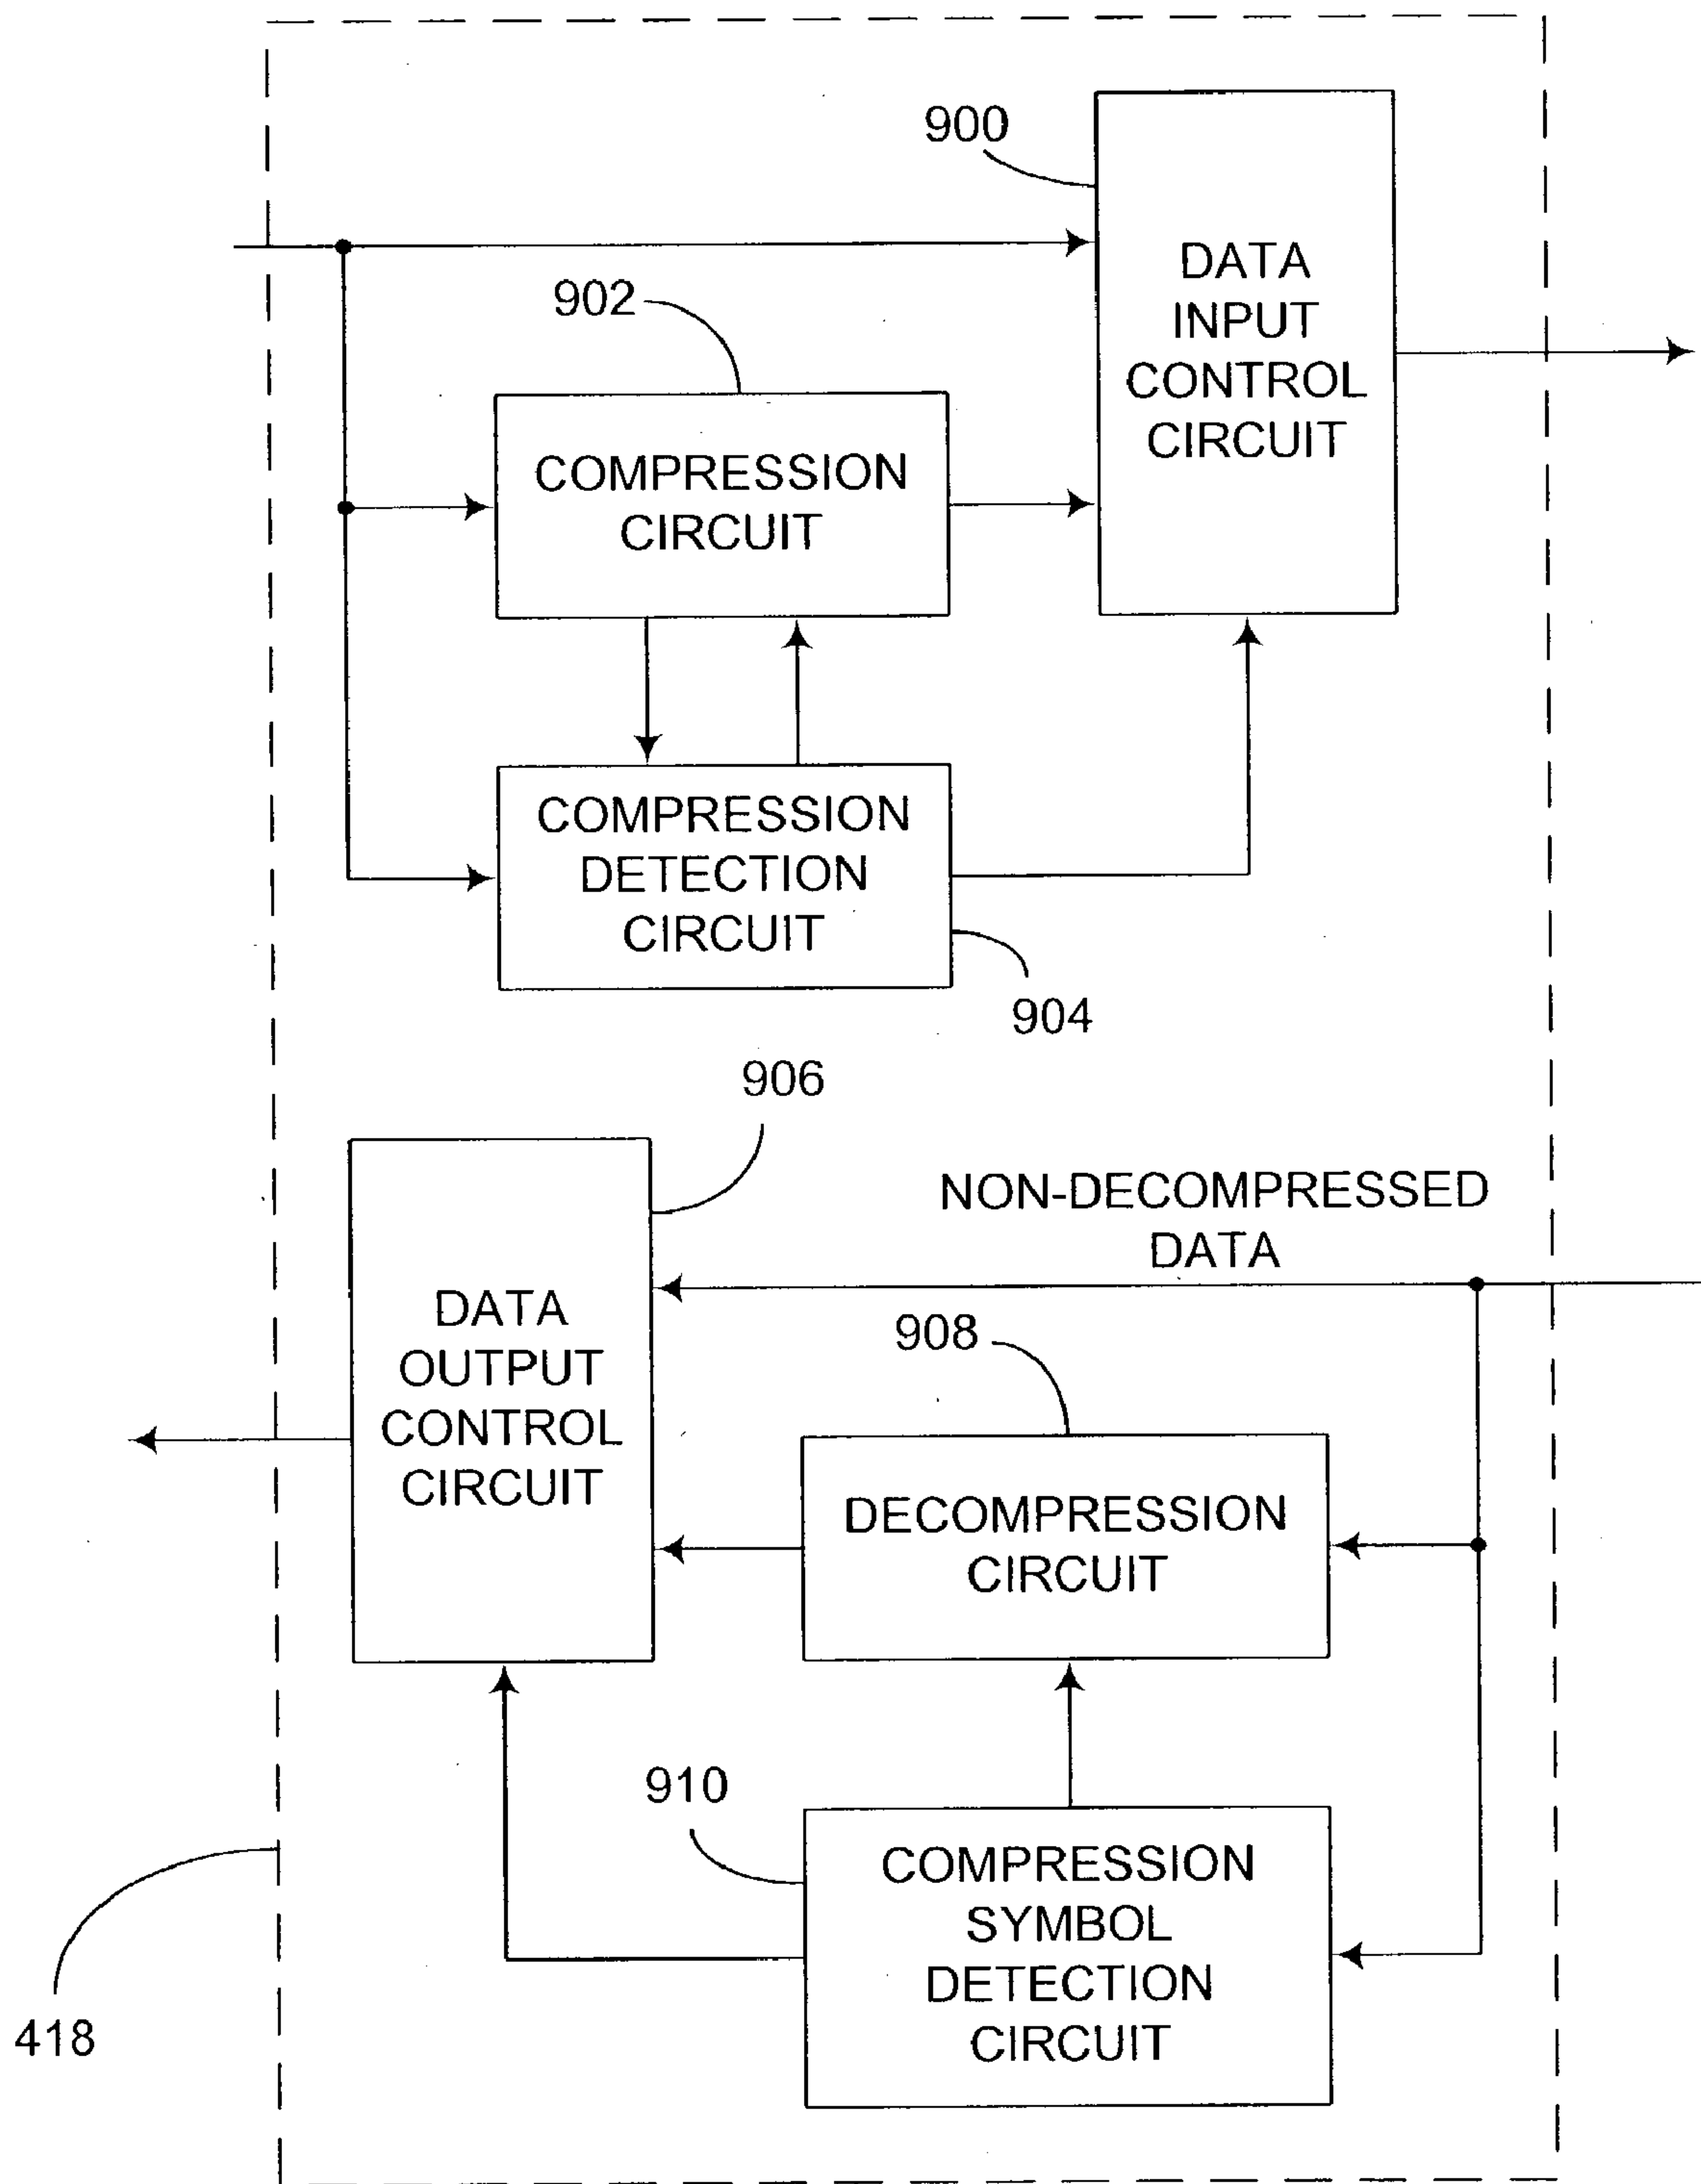 900
DATA
INPUT
CONTROL
CIRCUIT
902
COMPRESSION
CIRCUIT
COMPRESSION
DETECTION
CIRCUIT
904
906
NON-DECOMPRESSED
DATA
DATA
OUTPUT
CONTROL
CIRCUIT
908
DECOMPRESSION
CIRCUIT
910
COMPRESSION
SYMBOL
DETECTION
CIRCUIT
418